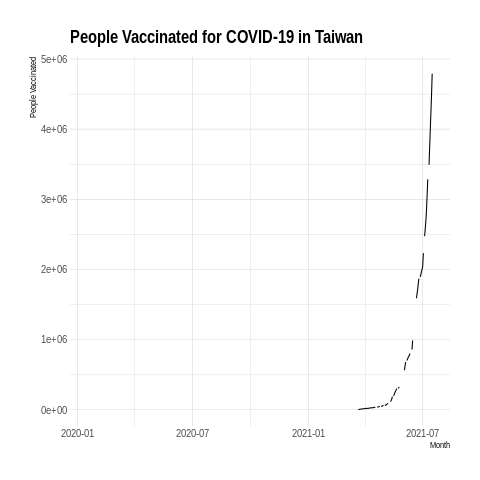 People Vaccinated for COVID-19 in Taiwan
People Vaccinated
5e+06
4e+06
3e+06
2e+06
1e+06
0e+00
2020-01 2020-07 2021-01 2021-07
Month